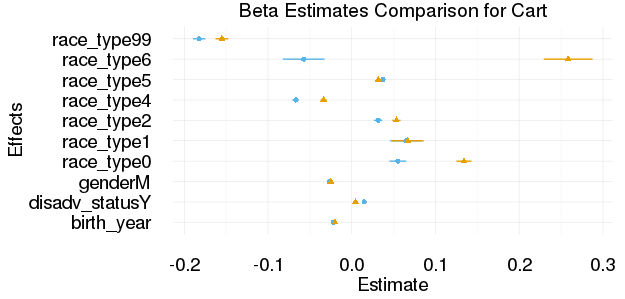 Beta Estimates Comparison for Cart
Effects
race_type99
race_type6
race_type5
race_type4
race_type2
race_type1
race_type0
genderM
disadv_statusY
birth_year
-0.2 -0.1 0.0 0.1 0.2 0.3
Estimate